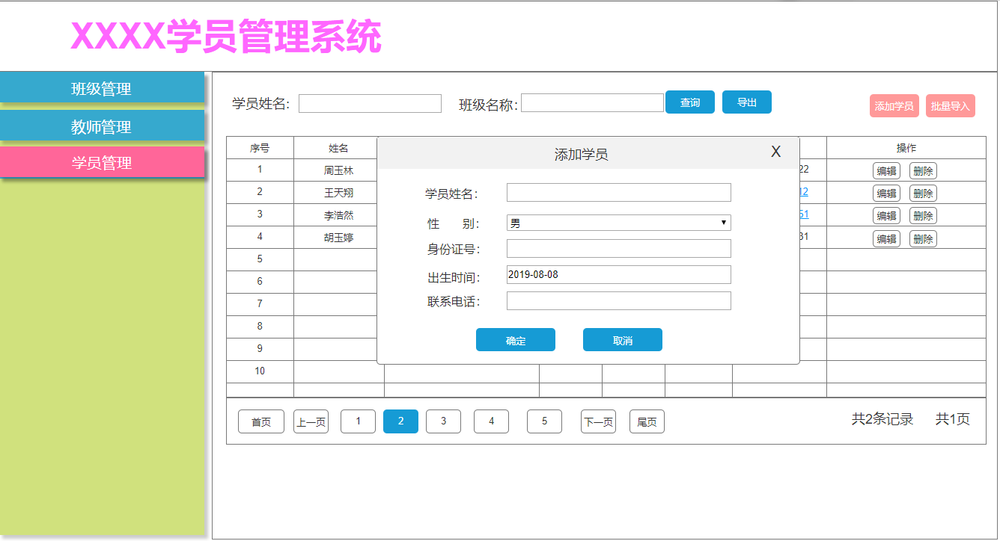 XXXX学员管理系统
班级管理
教师管理
学员管理
学员姓名: 班级名称: 查询 导出 添加学员 批量导入
序号 姓名 操作
1 周玉林 22 编辑 删除
2 王天翔 12 编辑 删除
3 李浩然 51 编辑 删除
4 胡玉婷 31 编辑 删除
5
6
7
8
9
10
添加学员 X
学员姓名:
性 别: 男
身份证号:
出生时间: 2019-08-08
联系电话:
确定 取消
首页 上一页 1 2 3 4 5 下一页 尾页 共2条记录 共1页